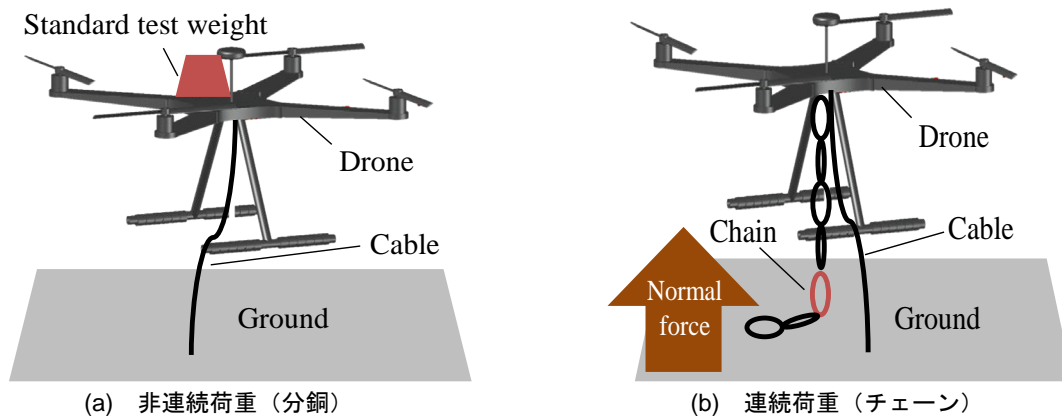 Standard test weight
Drone
Cable
Ground
(a) 非連続荷重（分銅）
Drone
Chain
Cable
Normal
force
Ground
(b) 連続荷重（チェーン）